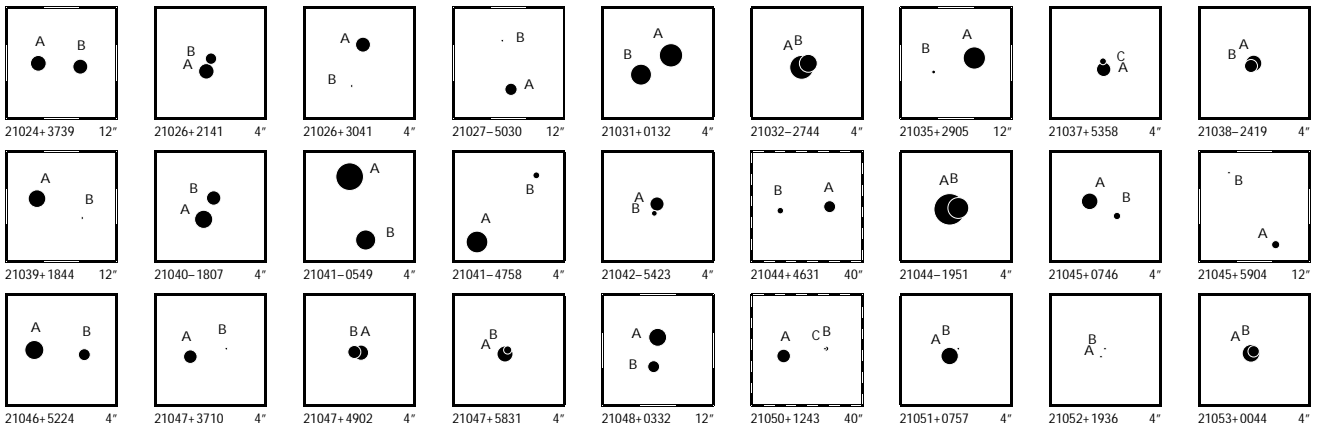 A B
B A
A B
B A
A B
A B
A B
C A
A B
21024+3739 12″ 21026+2141 4″ 21026+3041 4″ 21027−5030 12″ 21031+0132 4″ 21032−2744 4″ 21035+2905 12″ 21037+5358 4″ 21038−2419 4″
A B
B A
A B
B A
A B
B A
A B
A B
B A
21039+1844 12″ 21040−1807 4″ 21041−0549 4″ 21041−4758 4″ 21042−5423 4″ 21044+4631 40″ 21044−1951 4″ 21045+0746 4″ 21045+5904 12″
A B
A B
B A
B A
A B
A C B
B A
B A
B A
21046+5224 4″ 21047+3710 4″ 21047+4902 4″ 21047+5831 4″ 21048+0332 12″ 21050+1243 40″ 21051+0757 4″ 21052+1936 4″ 21053+0044 4″